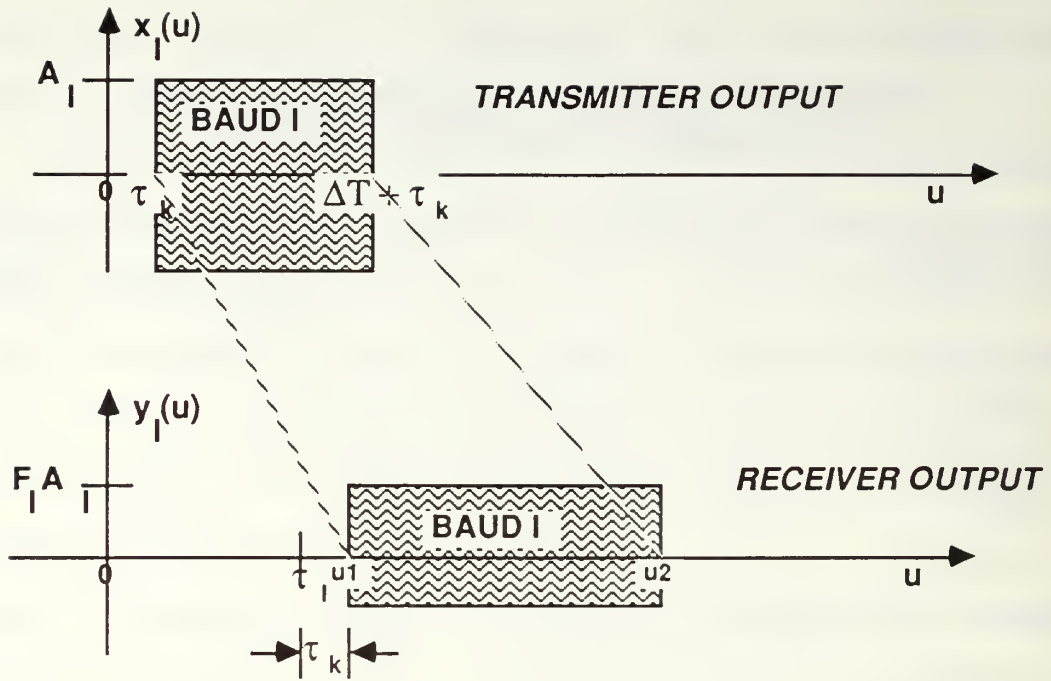 x_l(u)
A_l
BAUD l
TRANSMITTER OUTPUT
0 τ_k ΔT + τ_k u
y_l(u)
F_l A_l
RECEIVER OUTPUT
BAUD l
0 τ_l u1 u2 u
τ_k